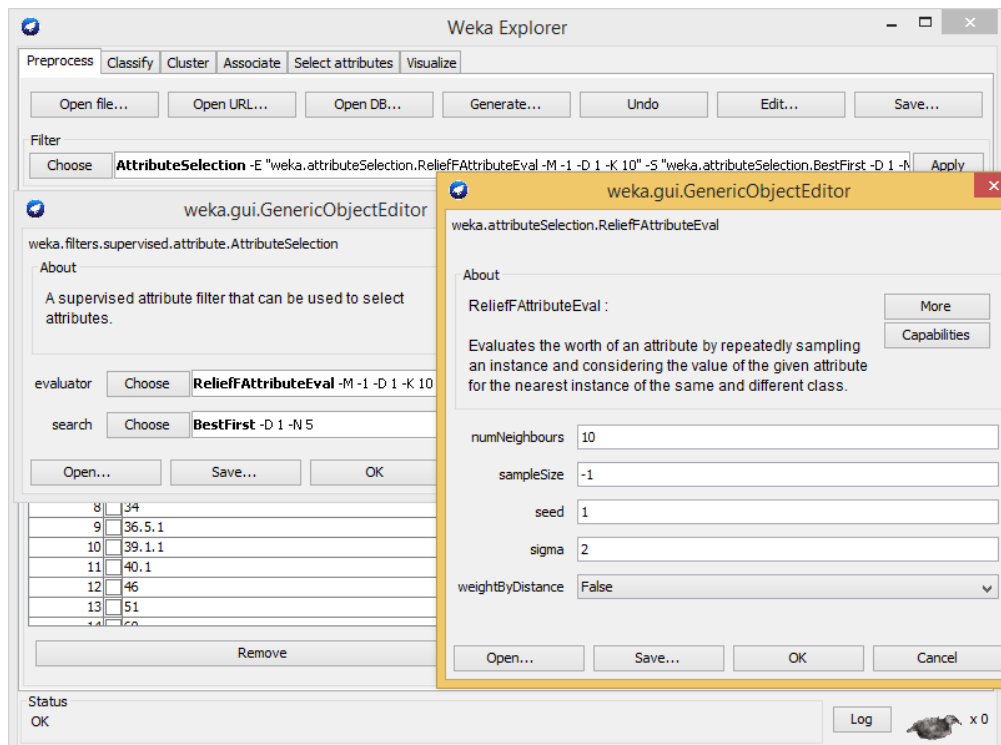 Weka Explorer
Preprocess Classify Cluster Associate Select attributes Visualize
Open file... Open URL... Open DB... Generate... Undo Edit... Save...
Filter
Choose AttributeSelection -E "weka.attributeSelection.ReliefFAttributeEval -M -1 -D 1 -K 10" -S "weka.attributeSelection.BestFirst -D 1 -N Apply
weka.gui.GenericObjectEditor
weka.filters.supervised.attribute.AttributeSelection
About
A supervised attribute filter that can be used to select
attributes.
evaluator Choose ReliefFAttributeEval -M -1 -D 1 -K 10
search Choose BestFirst -D 1 -N 5
Open... Save... OK
8 34
9 36.5.1
10 39.1.1
11 40.1
12 46
13 51
Remove
weka.gui.GenericObjectEditor
weka.attributeSelection.ReliefFAttributeEval
About
ReliefFAttributeEval :
More
Capabilities
Evaluates the worth of an attribute by repeatedly sampling
an instance and considering the value of the given attribute
for the nearest instance of the same and different class.
numNeighbours 10
sampleSize -1
seed 1
sigma 2
weightByDistance False
Open... Save... OK Cancel
Status
OK
Log x 0